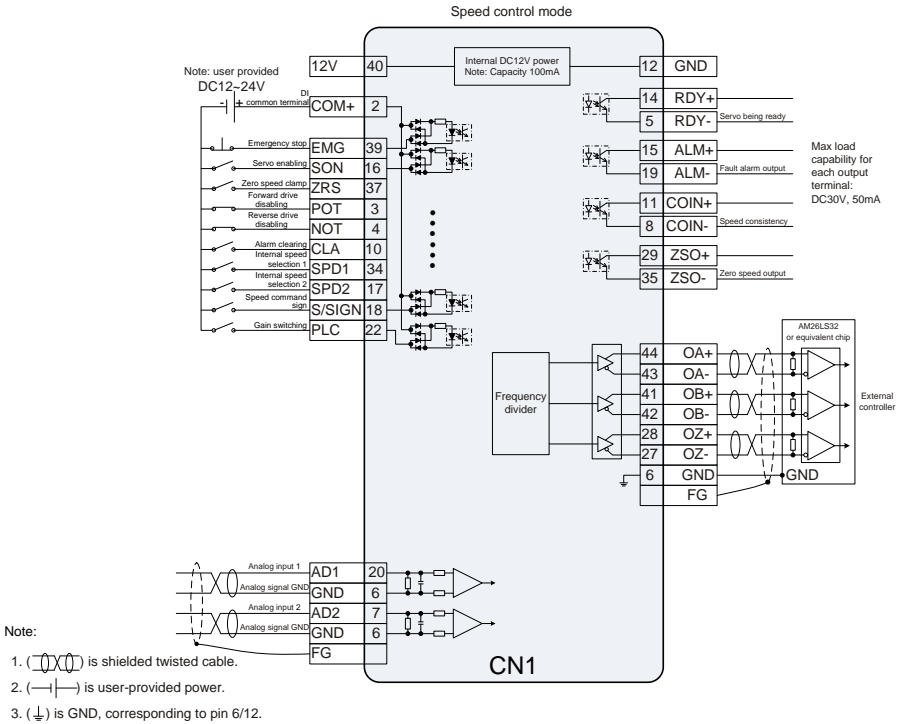 Speed control mode
12V 40
Internal DC12V power
Note: Capacity 100mA
12 GND
Note: user provided
DC12~24V
- +
DI
common terminal
COM+ 2
Emergency stop EMG 39
Servo enabling SON 16
Zero speed clamp ZRS 37
Forward drive
disabling
POT 3
Reverse drive
disabling
NOT 4
Alarm clearing CLA 10
Internal speed
selection 1
SPD1 34
Internal speed
selection 2
SPD2 17
Speed command
sign
S/SIGN 18
Gain switching PLC 22
14 RDY+
5 RDY- Servo being ready
15 ALM+
19 ALM- Fault alarm output
11 COIN+
8 COIN- Speed consistency
29 ZSO+
35 ZSO- Zero speed output
Max load
capability for
each output
terminal:
DC30V, 50mA
AM26LS32
or equivalent chip
Frequency
divider
44 OA+
43 OA-
41 OB+
42 OB-
28 OZ+
27 OZ-
6 GND
FG
GND
External
controller
Analog input 1 AD1 20
Analog signal GND GND 6
Analog input 2 AD2 7
Analog signal GND GND 6
FG
CN1
Note:
1. ( ) is shielded twisted cable.
2. ( ) is user-provided power.
3. ( ) is GND, corresponding to pin 6/12.